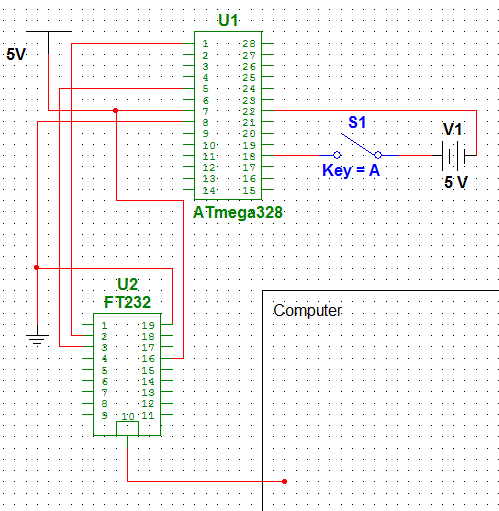 U1
5V
1 28
2 27
3 26
4 25
5 24
6 23
7 22
8 21
9 20
10 19
11 18
12 17
13 16
14 15
ATmega328
S1
Key = A
V1
5 V
U2
FT232
1 19
2 18
3 17
4 16
5 15
6 14
7 13
8 12
9 11
10
Computer